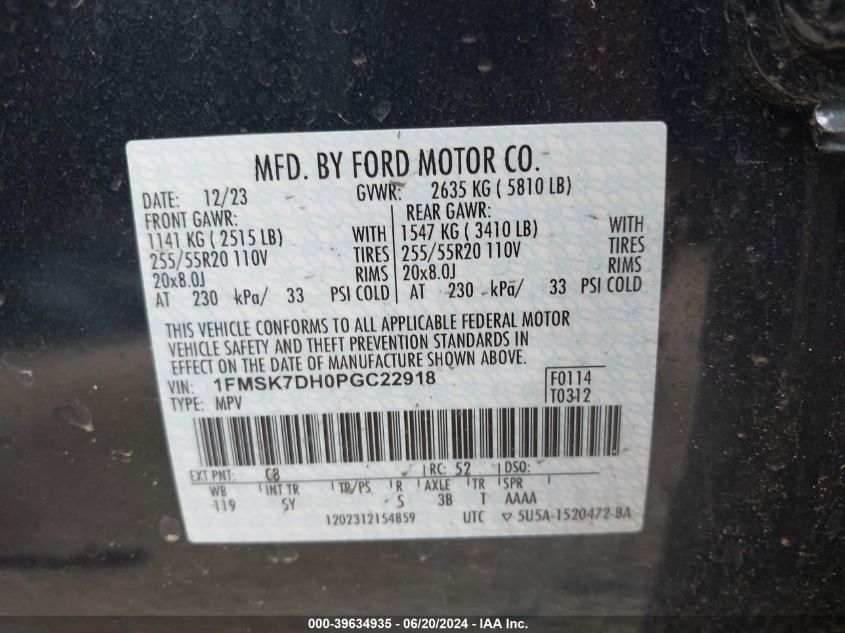 MFD. BY FORD MOTOR CO.
DATE: 12/23 GVWR: 2635 KG ( 5810 LB)
FRONT GAWR: REAR GAWR:
1141 KG ( 2515 LB) WITH 1547 KG ( 3410 LB) WITH
255/55R20 110V TIRES 255/55R20 110V TIRES
20x8.0J RIMS 20x8.0J RIMS
AT 230 kPa/ 33 PSI COLD AT 230 kPa/ 33 PSI COLD
THIS VEHICLE CONFORMS TO ALL APPLICABLE FEDERAL MOTOR
VEHICLE SAFETY AND THEFT PREVENTION STANDARDS IN
EFFECT ON THE DATE OF MANUFACTURE SHOWN ABOVE.
VIN: 1FMSK7DH0PGC22918 F0114
TYPE: MPV T0312
EXT PNT: C8 RC: 52 DSO:
WB INT TR TP/PS R AXLE TR SPR
119 SY S 3B T AAAA
1202312154859 UTC ▽ 5U5A-1520472-BA
000-39634935 - 06/20/2024 - IAAI Inc.